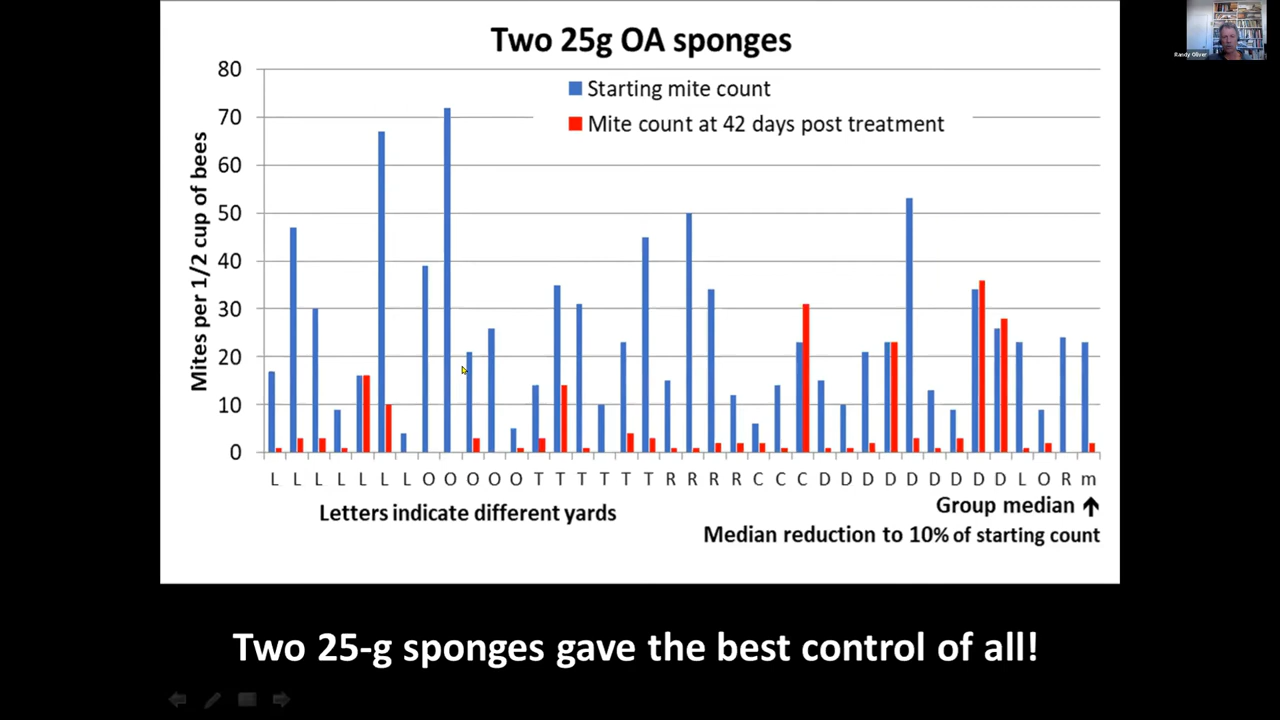 Two 25g OA sponges
Randy Oliver
Starting mite count
Mite count at 42 days post treatment
Mites per 1/2 cup of bees
80
70
60
50
40
30
20
10
0
L L L L L L L O O O O O T T T T T T R R R R C C C D D D D D D D D D L O R m
Letters indicate different yards
Group median
Median reduction to 10% of starting count
Two 25-g sponges gave the best control of all!